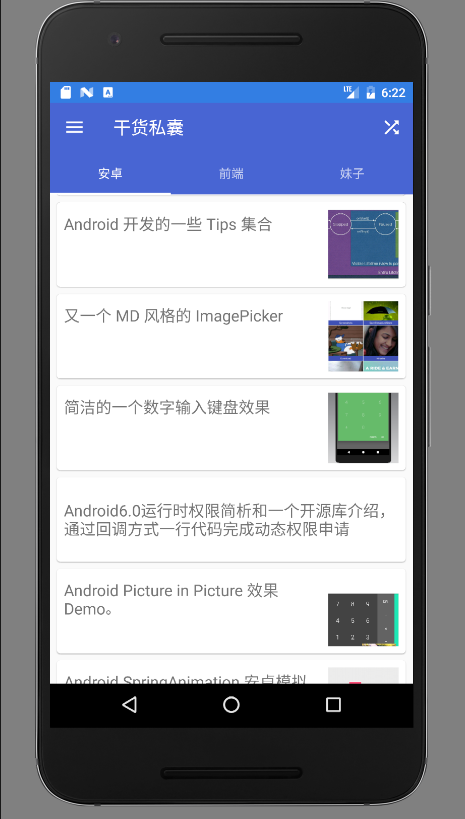 LTE 6:22
干货私囊
安卓 前端 妹子
Android 开发的一些 Tips 集合
又一个 MD 风格的 ImagePicker
简洁的一个数字输入键盘效果
Android6.0运行时权限简析和一个开源库介绍，
通过回调方式一行代码完成动态权限申请
Android Picture in Picture 效果
Demo。
Android SpringAnimation 安卓模拟